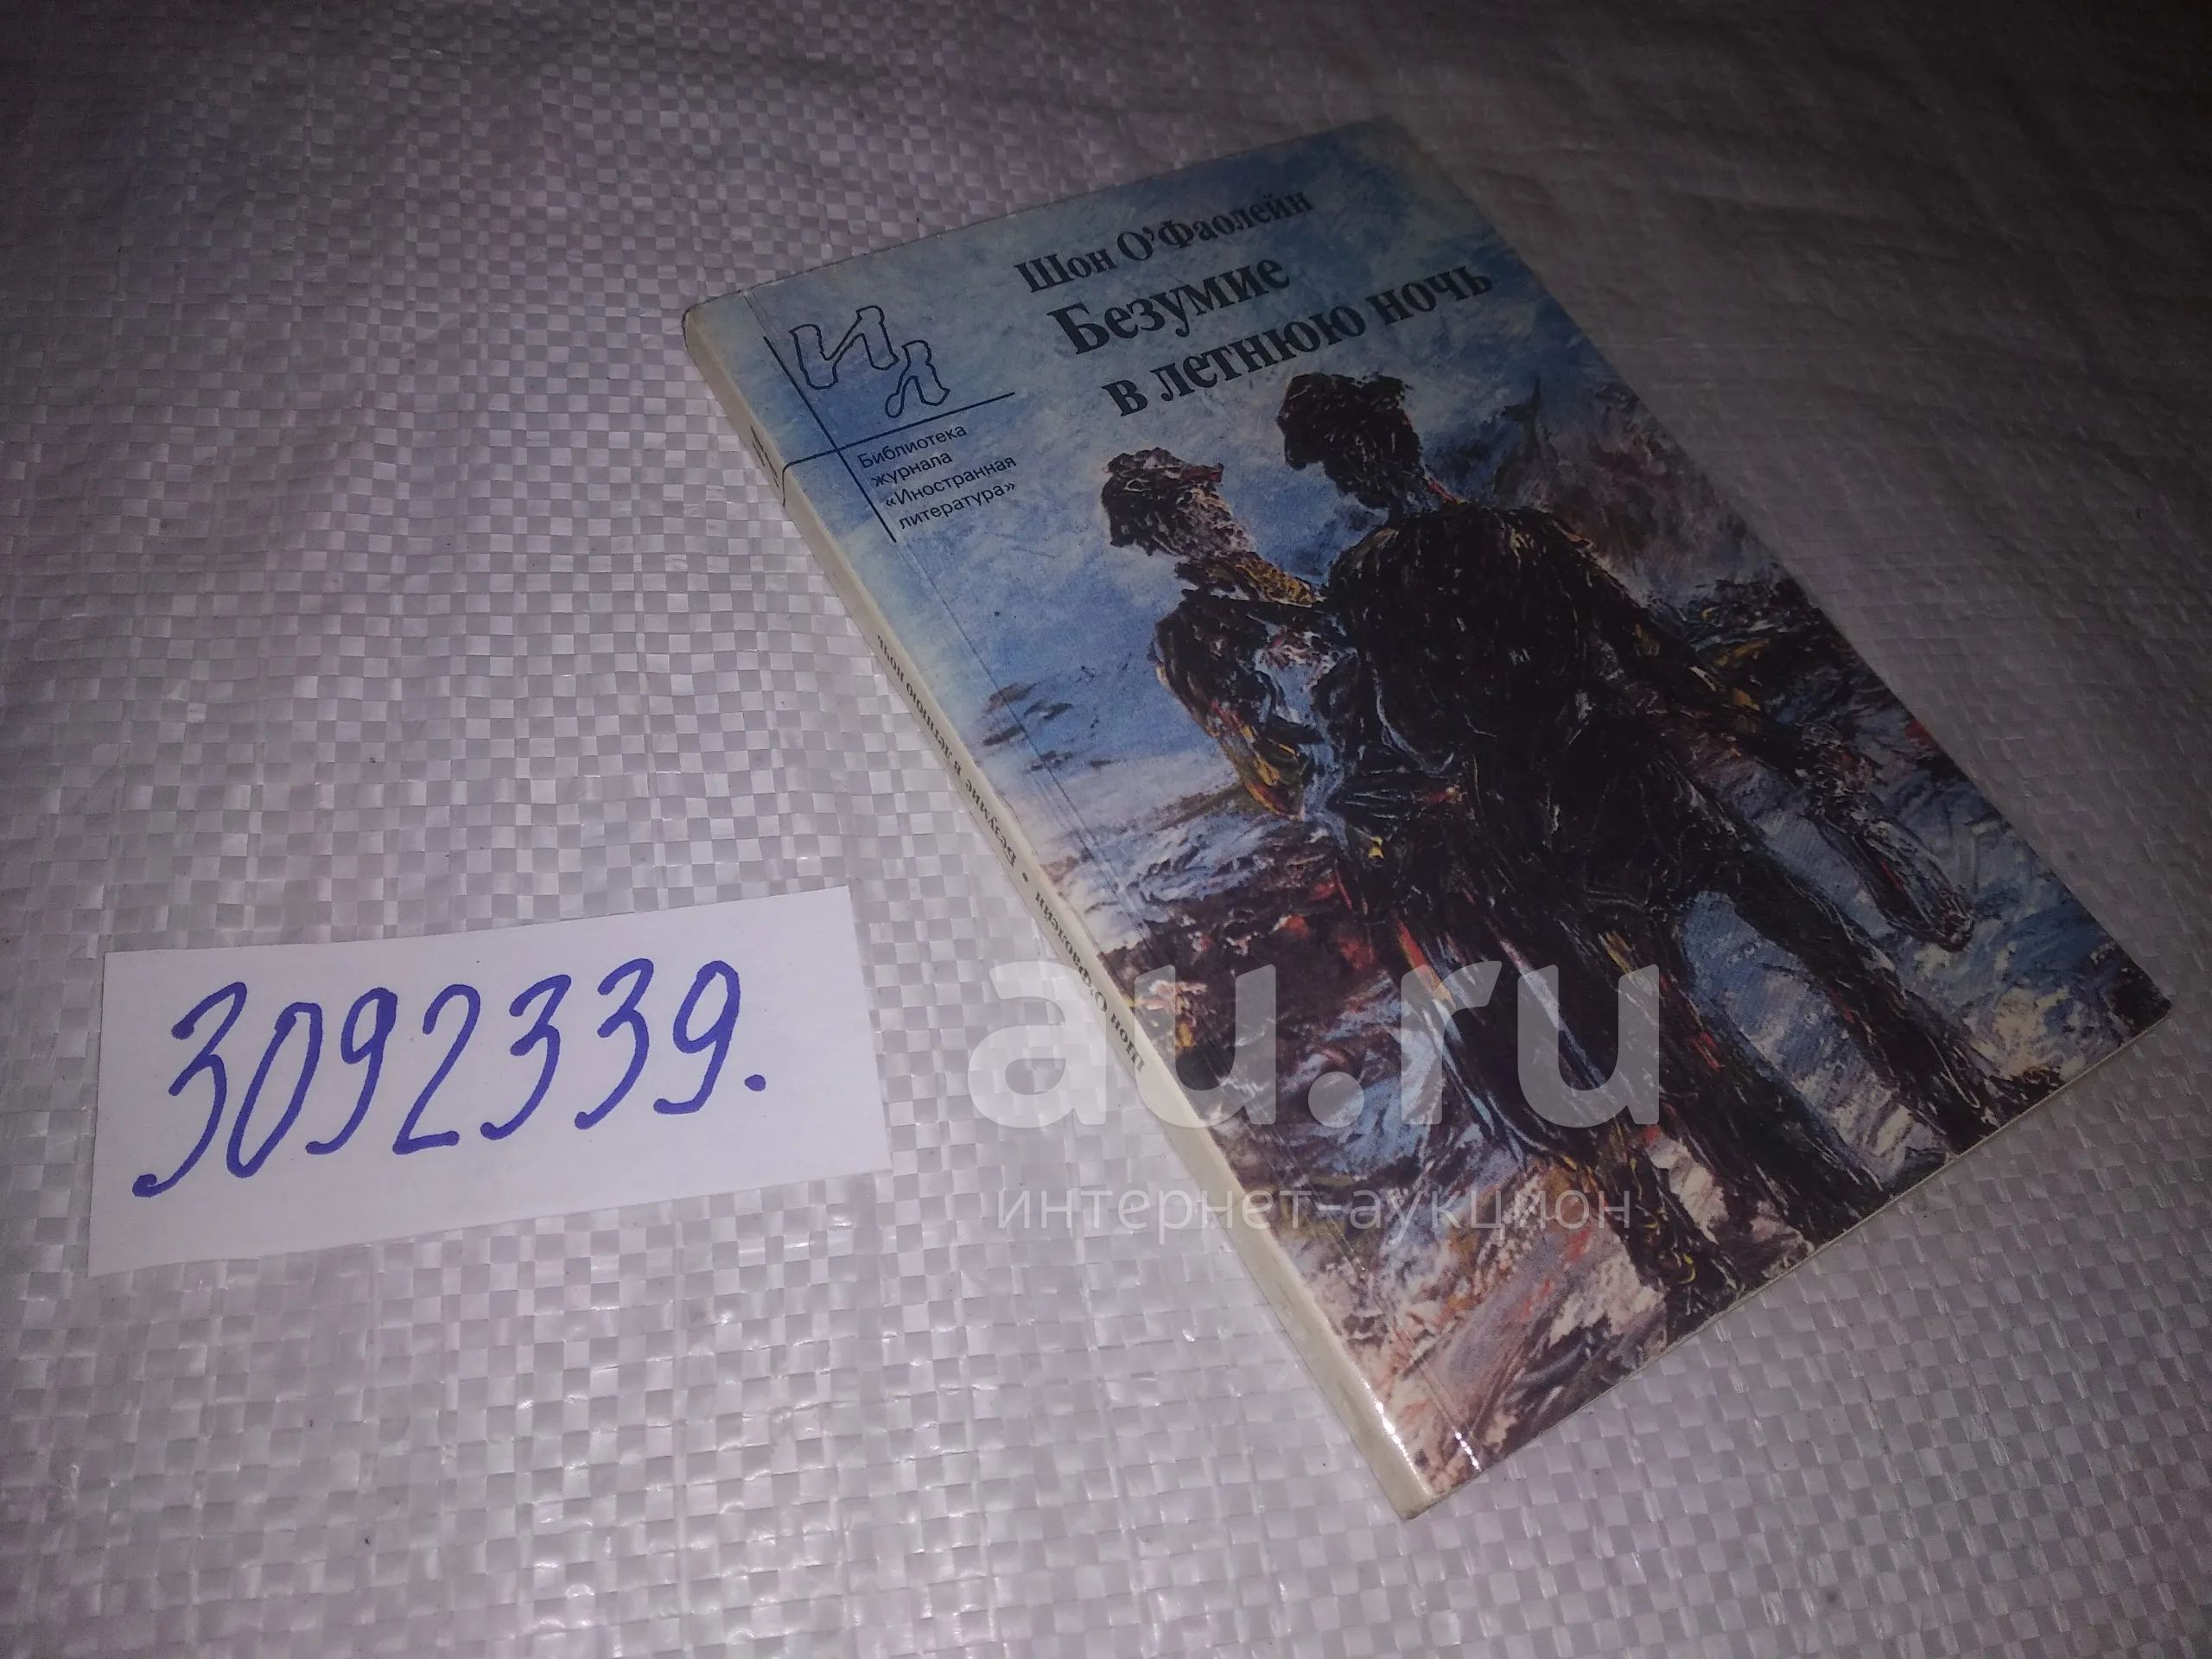 Шон О'Фаолейн
Безумие
в летнюю ночь
ИЛ
Библиотека
журнала
«Иностранная
литература»
Шон О'Фаолейн • Безумие в летнюю ночь
3092339.
au.ru
интернет-аукцион